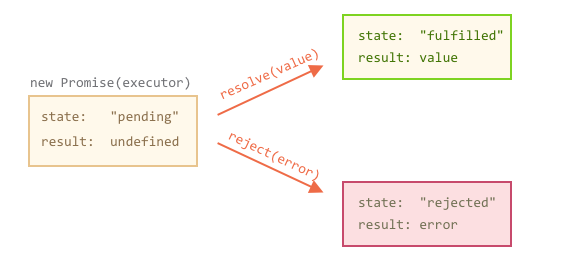 new Promise(executor)
state:   "pending"
result:  undefined
resolve(value)
reject(error)
state:  "fulfilled"
result: value
state:  "rejected"
result: error